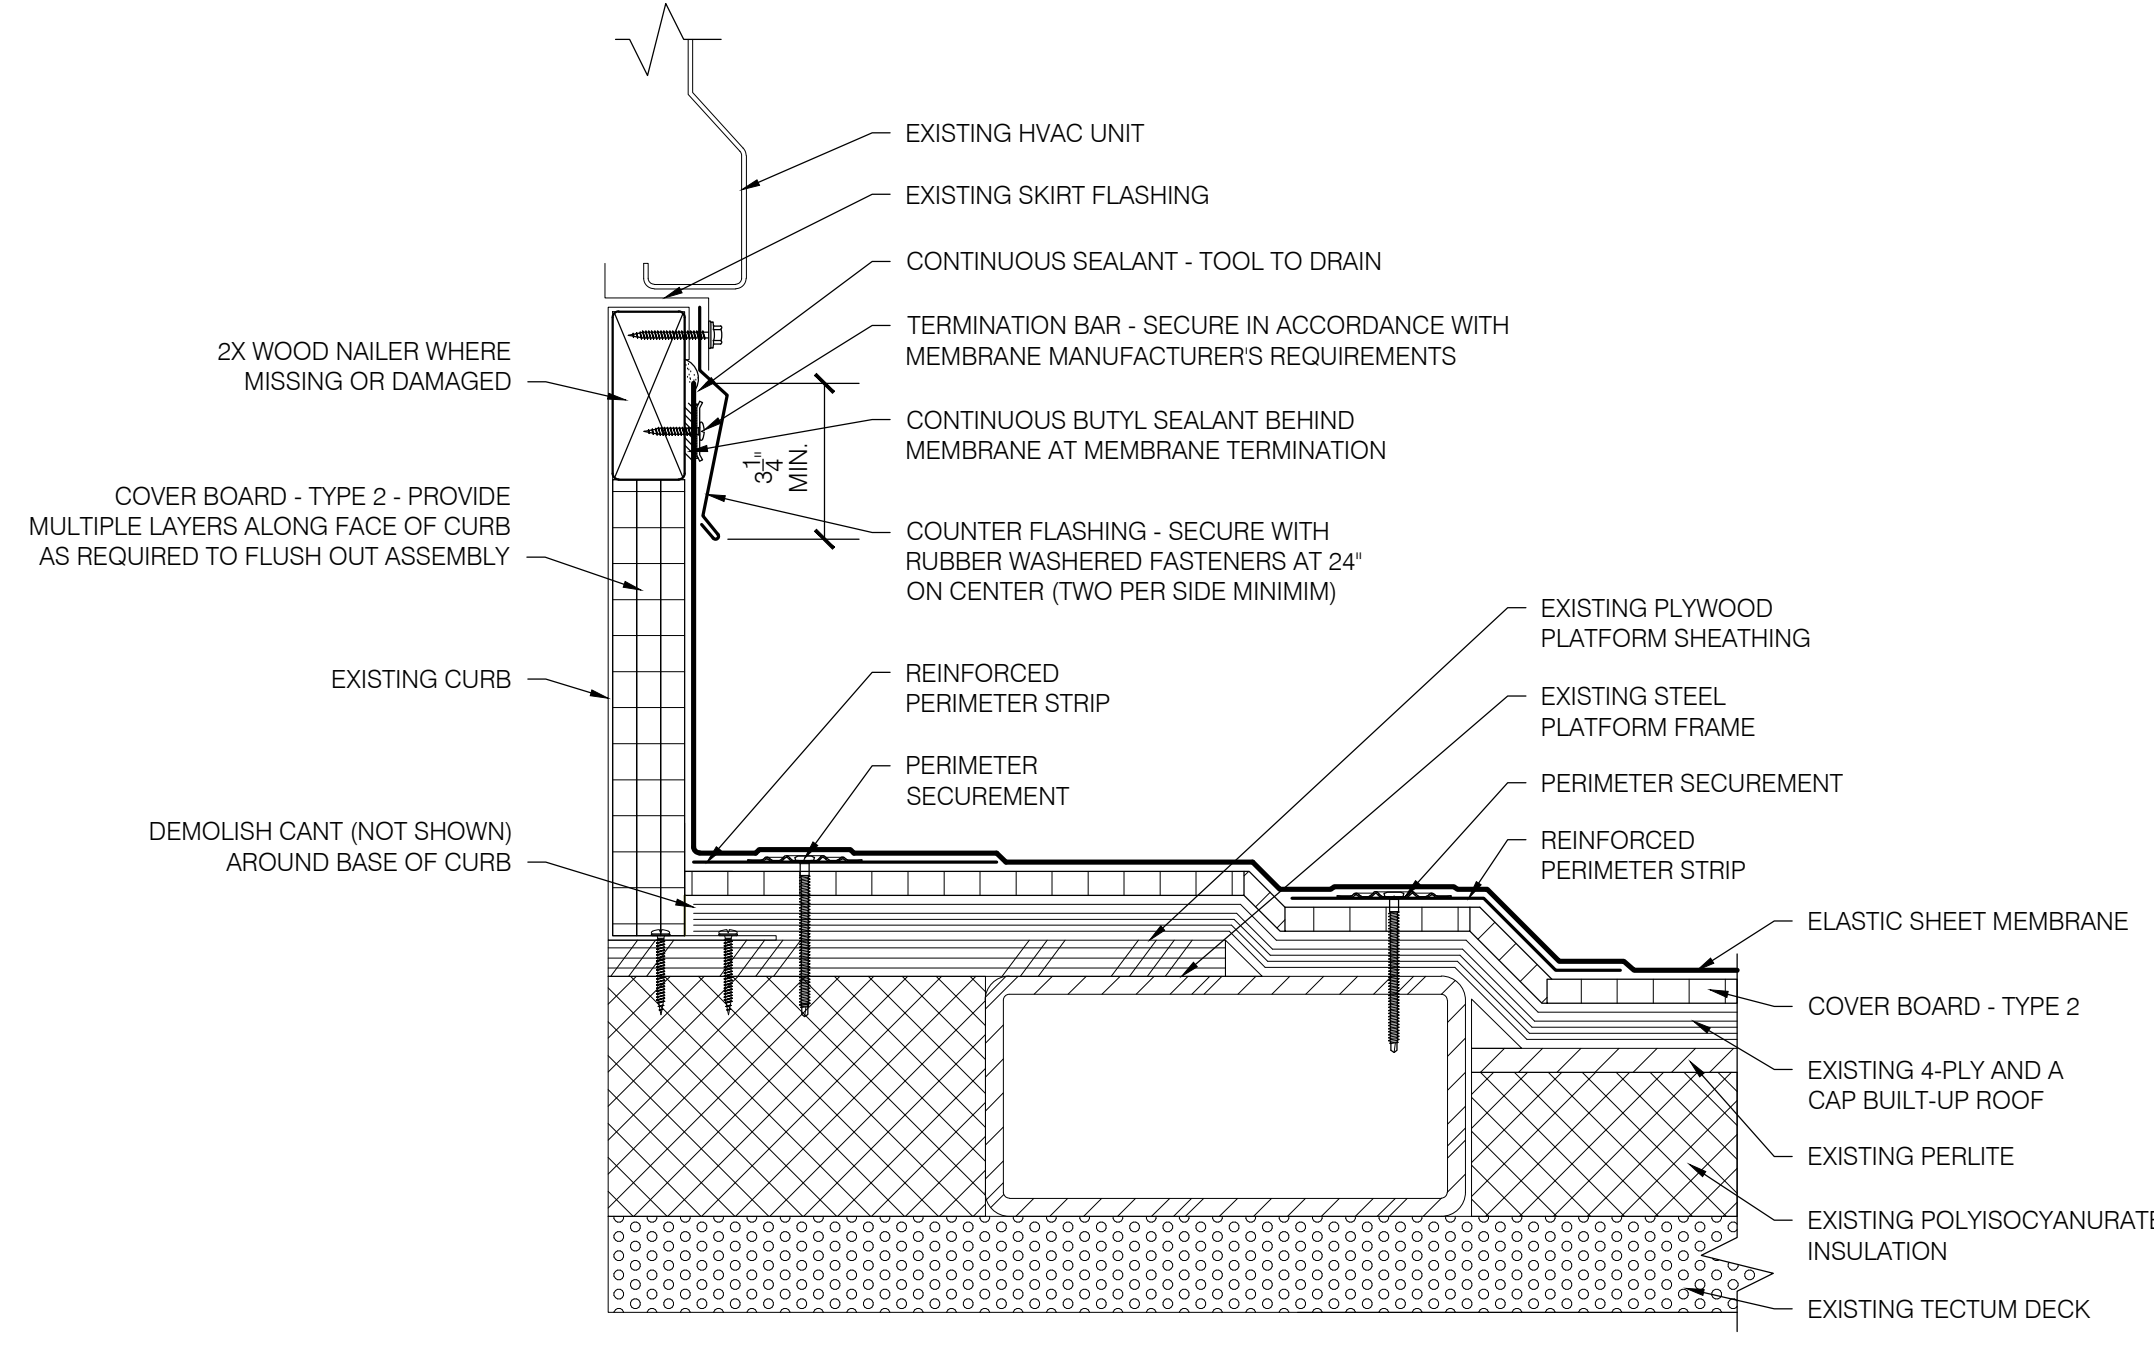 EXISTING HVAC UNIT
EXISTING SKIRT FLASHING
CONTINUOUS SEALANT - TOOL TO DRAIN
TERMINATION BAR - SECURE IN ACCORDANCE WITH
MEMBRANE MANUFACTURER'S REQUIREMENTS
CONTINUOUS BUTYL SEALANT BEHIND
MEMBRANE AT MEMBRANE TERMINATION
COUNTER FLASHING - SECURE WITH
RUBBER WASHERED FASTENERS AT 24"
ON CENTER (TWO PER SIDE MINIMIM)
3 1/4"
MIN.
2X WOOD NAILER WHERE
MISSING OR DAMAGED
COVER BOARD - TYPE 2 - PROVIDE
MULTIPLE LAYERS ALONG FACE OF CURB
AS REQUIRED TO FLUSH OUT ASSEMBLY
EXISTING CURB
DEMOLISH CANT (NOT SHOWN)
AROUND BASE OF CURB
REINFORCED
PERIMETER STRIP
PERIMETER
SECUREMENT
EXISTING PLYWOOD
PLATFORM SHEATHING
EXISTING STEEL
PLATFORM FRAME
PERIMETER SECUREMENT
REINFORCED
PERIMETER STRIP
ELASTIC SHEET MEMBRANE
COVER BOARD - TYPE 2
EXISTING 4-PLY AND A
CAP BUILT-UP ROOF
EXISTING PERLITE
EXISTING POLYISOCYANURATE
INSULATION
EXISTING TECTUM DECK